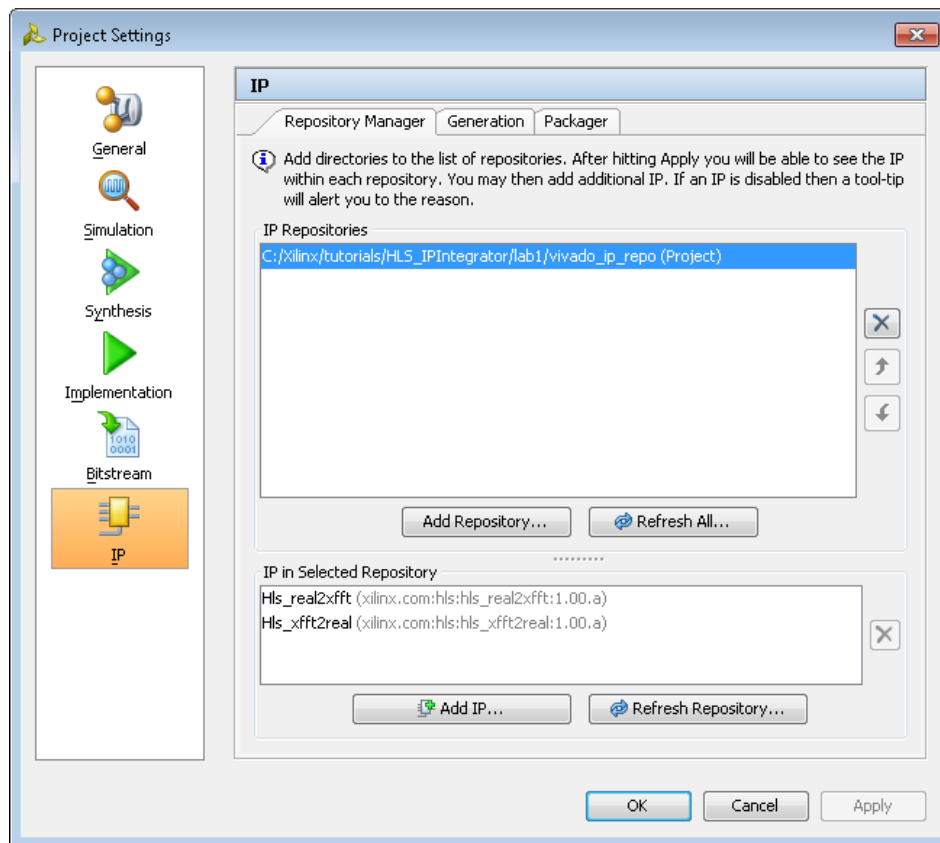 Project Settings
General
Simulation
Synthesis
Implementation
1010
0001
Bitstream
IP
IP
Repository Manager
Generation
Packager
Add directories to the list of repositories. After hitting Apply you will be able to see the IP
within each repository. You may then add additional IP. If an IP is disabled then a tool-tip
will alert you to the reason.
IP Repositories
C:/Xilinx/tutorials/HLS_IPIntegrator/lab1/vivado_ip_repo (Project)
Add Repository...
Refresh All...
IP in Selected Repository
Hls_real2xfft (xilinx.com:hls:hls_real2xfft:1.00.a)
Hls_xfft2real (xilinx.com:hls:hls_xfft2real:1.00.a)
Add IP...
Refresh Repository...
OK
Cancel
Apply